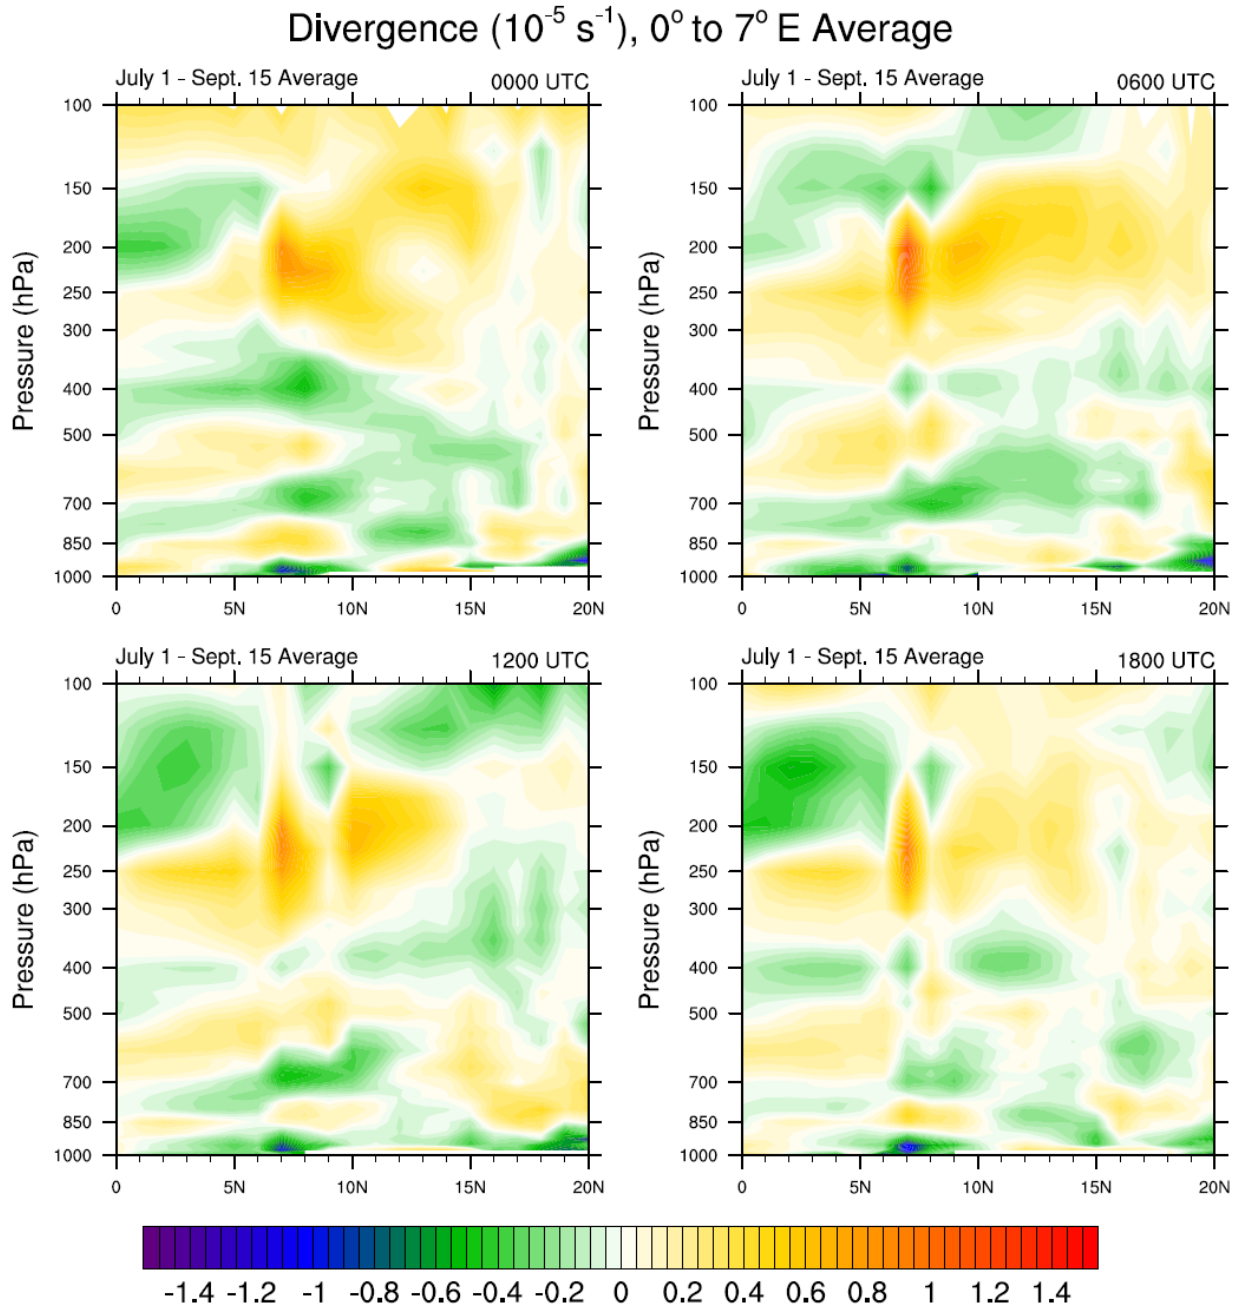 Divergence (10⁻⁵ s⁻¹), 0° to 7° E Average
July 1 - Sept. 15 Average 0000 UTC
Pressure (hPa)
100
150
200
250
300
400
500
700
850
1000
0 5N 10N 15N 20N
July 1 - Sept. 15 Average 0600 UTC
Pressure (hPa)
100
150
200
250
300
400
500
700
850
1000
0 5N 10N 15N 20N
July 1 - Sept. 15 Average 1200 UTC
Pressure (hPa)
100
150
200
250
300
400
500
700
850
1000
0 5N 10N 15N 20N
July 1 - Sept. 15 Average 1800 UTC
Pressure (hPa)
100
150
200
250
300
400
500
700
850
1000
0 5N 10N 15N 20N
-1.4 -1.2 -1 -0.8 -0.6 -0.4 -0.2 0 0.2 0.4 0.6 0.8 1 1.2 1.4